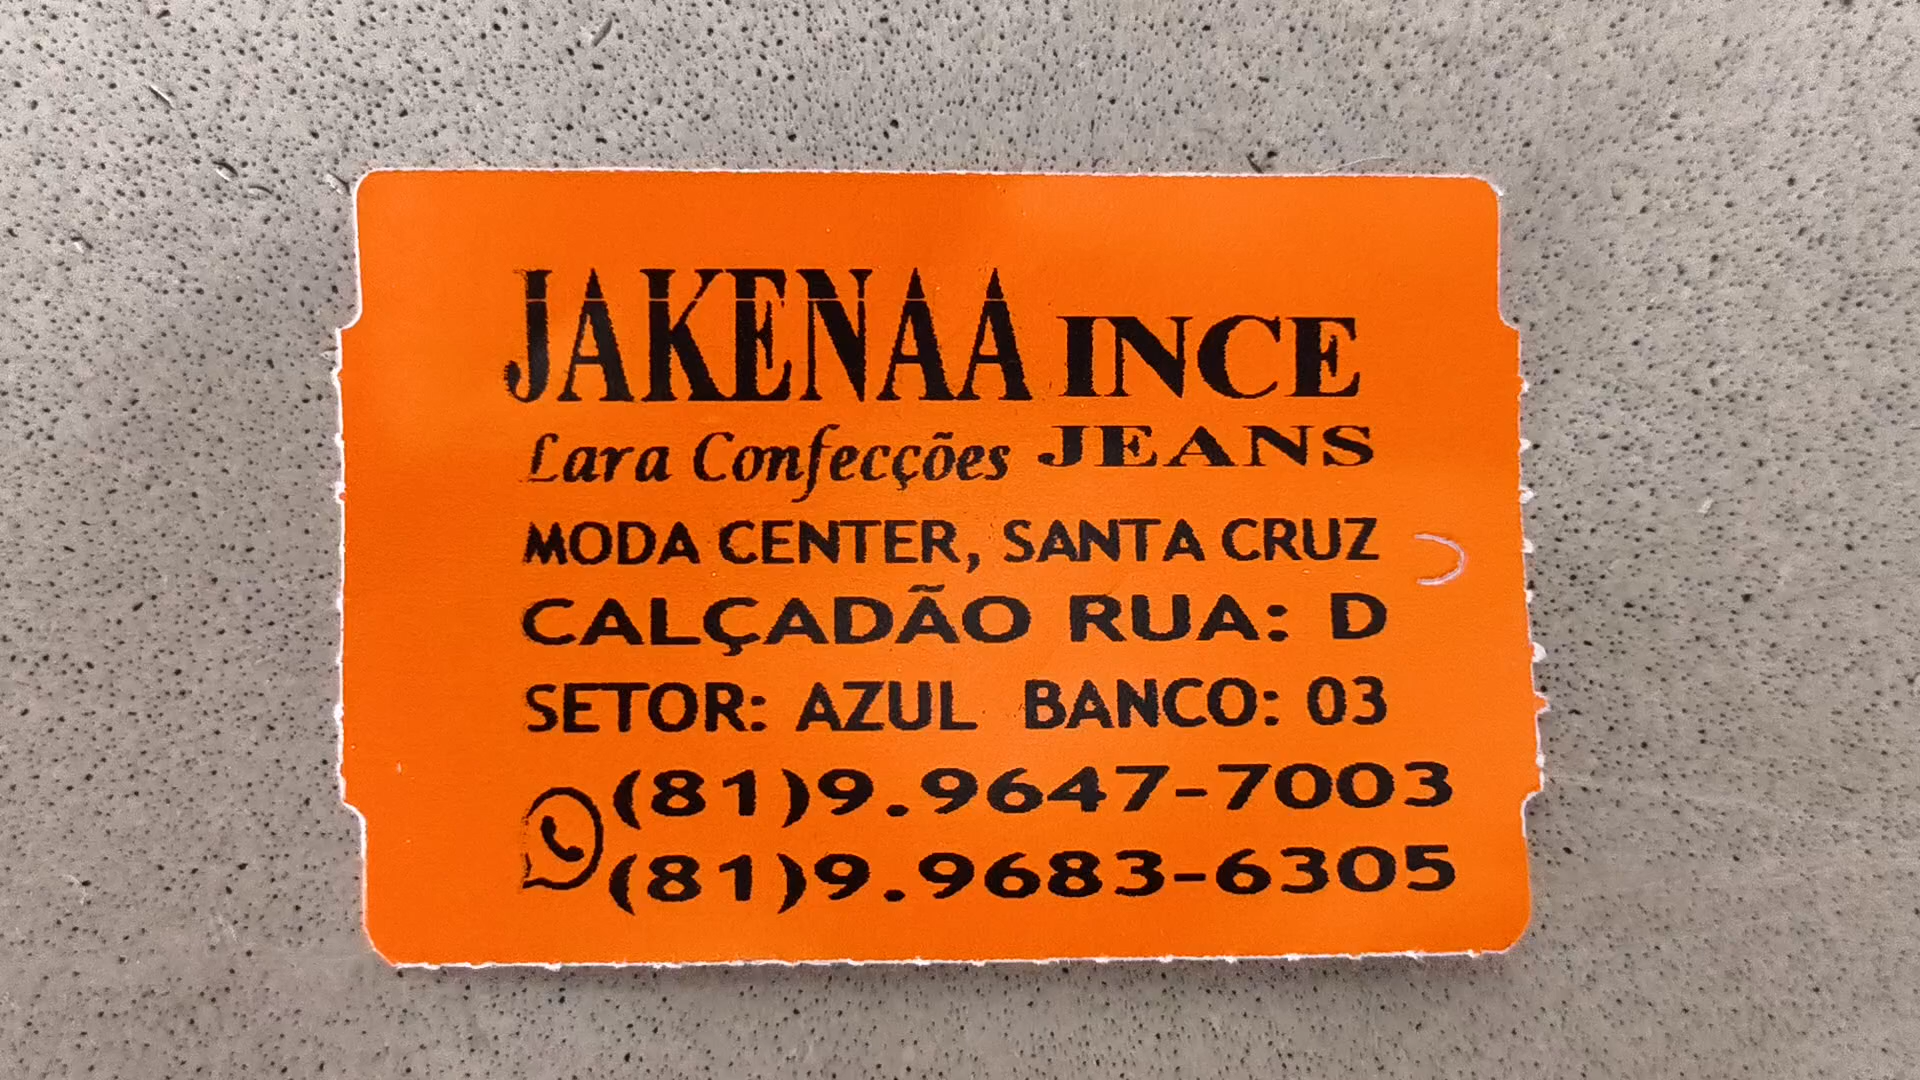 JAKENAA INCE
Lara Confecções JEANS
MODA CENTER, SANTA CRUZ
CALÇADÃO RUA: D
SETOR: AZUL BANCO: 03
(81)9.9647-7003
(81)9.9683-6305